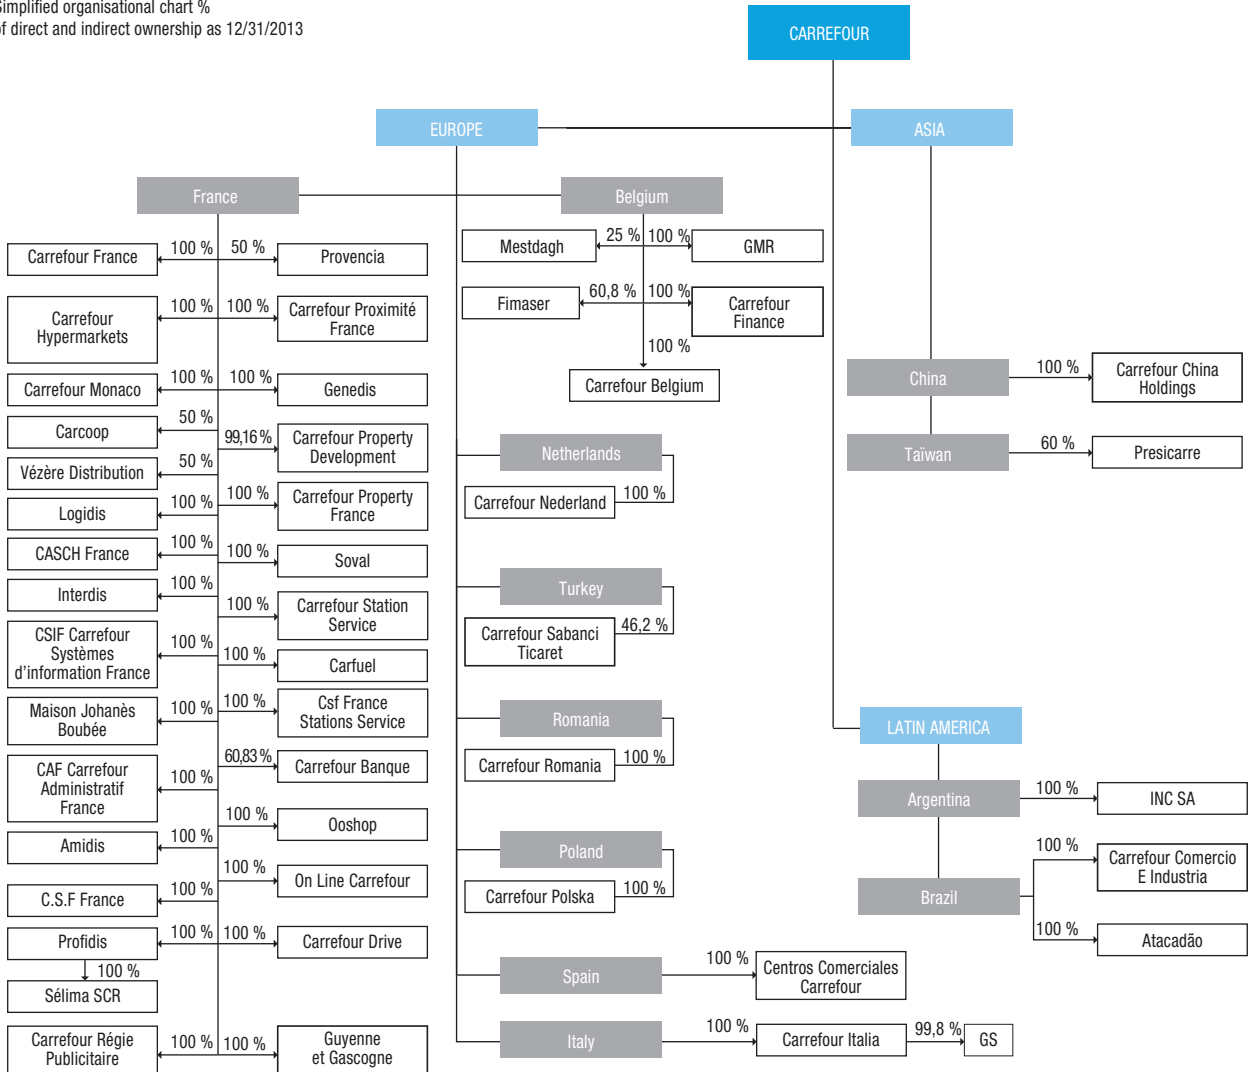 Simplified organisational chart %
of direct and indirect ownership as 12/31/2013
CARREFOUR
EUROPE
ASIA
France
Belgium
Carrefour France
100 %
50 %
Provencia
Mestdagh
25 %
100 %
GMR
Carrefour
Hypermarkets
100 %
100 %
Carrefour Proximité
France
Fimaser
60,8 %
100 %
Carrefour
Finance
100 %
Carrefour Belgium
Carrefour Monaco
100 %
100 %
Genedis
China
100 %
Carrefour China
Holdings
Carcoop
50 %
99,16 %
Carrefour Property
Development
Netherlands
Carrefour Nederland
100 %
Taïwan
60 %
Presicarre
Vézère Distribution
50 %
Logidis
100 %
100 %
Carrefour Property
France
CASCH France
100 %
100 %
Soval
Turkey
Carrefour Sabanci
Ticaret
46,2 %
Interdis
100 %
100 %
Carrefour Station
Service
CSIF Carrefour
Systèmes
d'information France
100 %
100 %
Carfuel
Maison Johanès
Boubée
100 %
100 %
Csf France
Stations Service
Romania
Carrefour Romania
100 %
LATIN AMERICA
CAF Carrefour
Administratif
France
100 %
60,83 %
Carrefour Banque
Argentina
100 %
INC SA
Amidis
100 %
100 %
Ooshop
Poland
Carrefour Polska
100 %
Brazil
100 %
Carrefour Comercio
E Industria
100 %
Atacadão
C.S.F France
100 %
100 %
On Line Carrefour
Profidis
100 %
100 %
Carrefour Drive
100 %
Sélima SCR
Spain
100 %
Centros Comerciales
Carrefour
Carrefour Régie
Publicitaire
100 %
100 %
Guyenne
et Gascogne
Italy
100 %
Carrefour Italia
99,8 %
GS